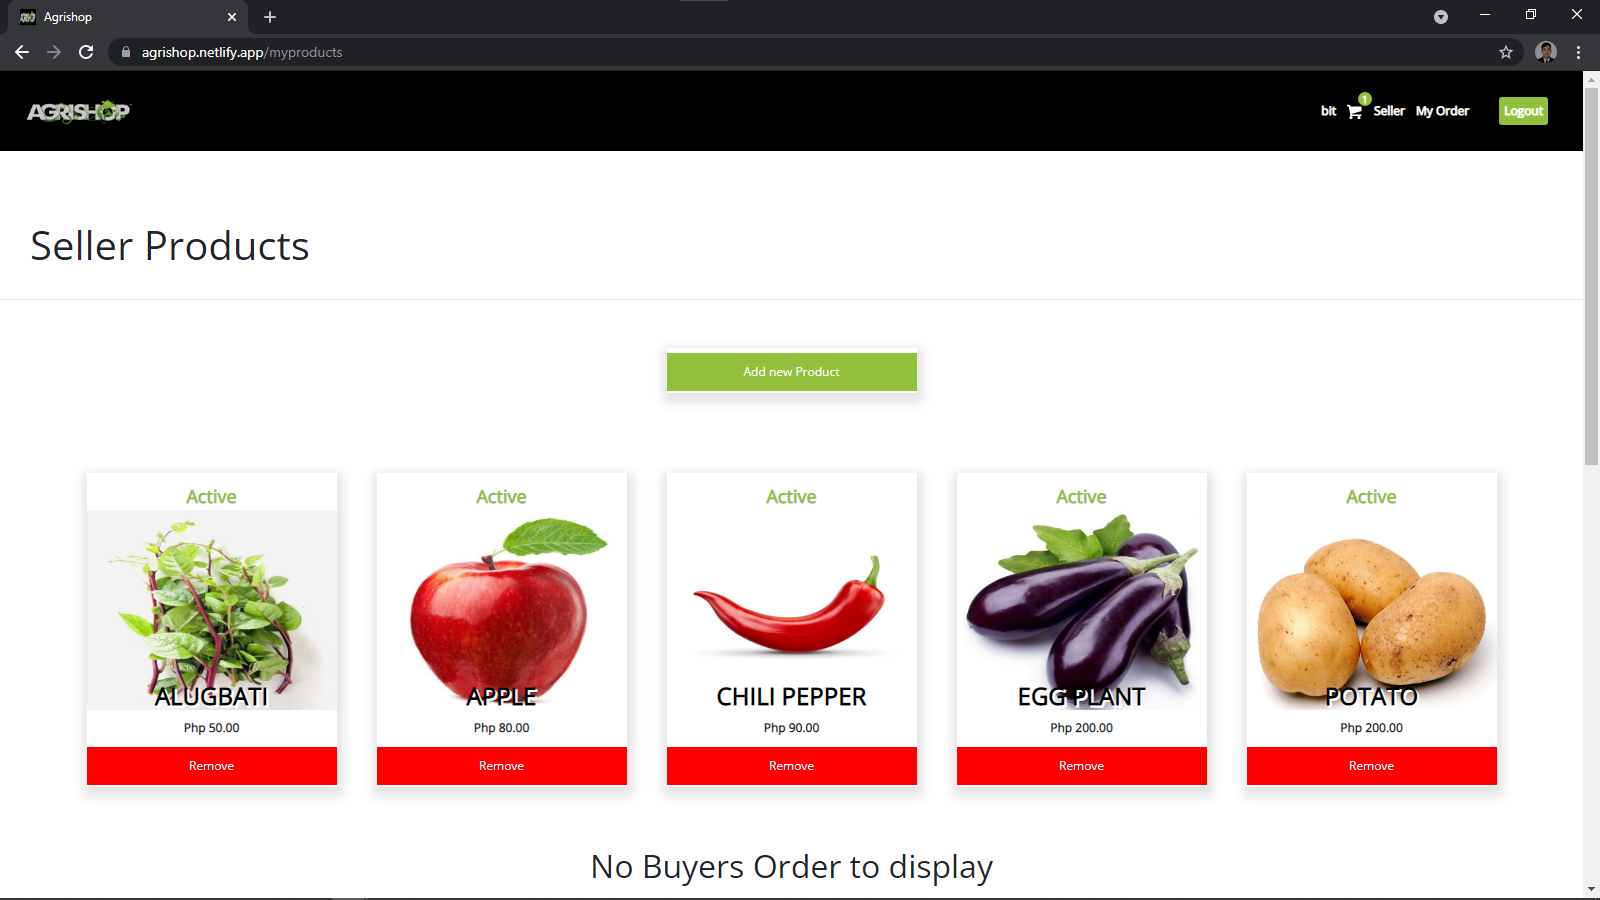 Agrishop
agrishop.netlify.app/myproducts
AGRISHOP
bit
1
Seller
My Order
Logout
Seller Products
Add new Product
Active
ALUGBATI
Php 50.00
Remove
Active
APPLE
Php 80.00
Remove
Active
CHILI PEPPER
Php 90.00
Remove
Active
EGG PLANT
Php 200.00
Remove
Active
POTATO
Php 200.00
Remove
No Buyers Order to display